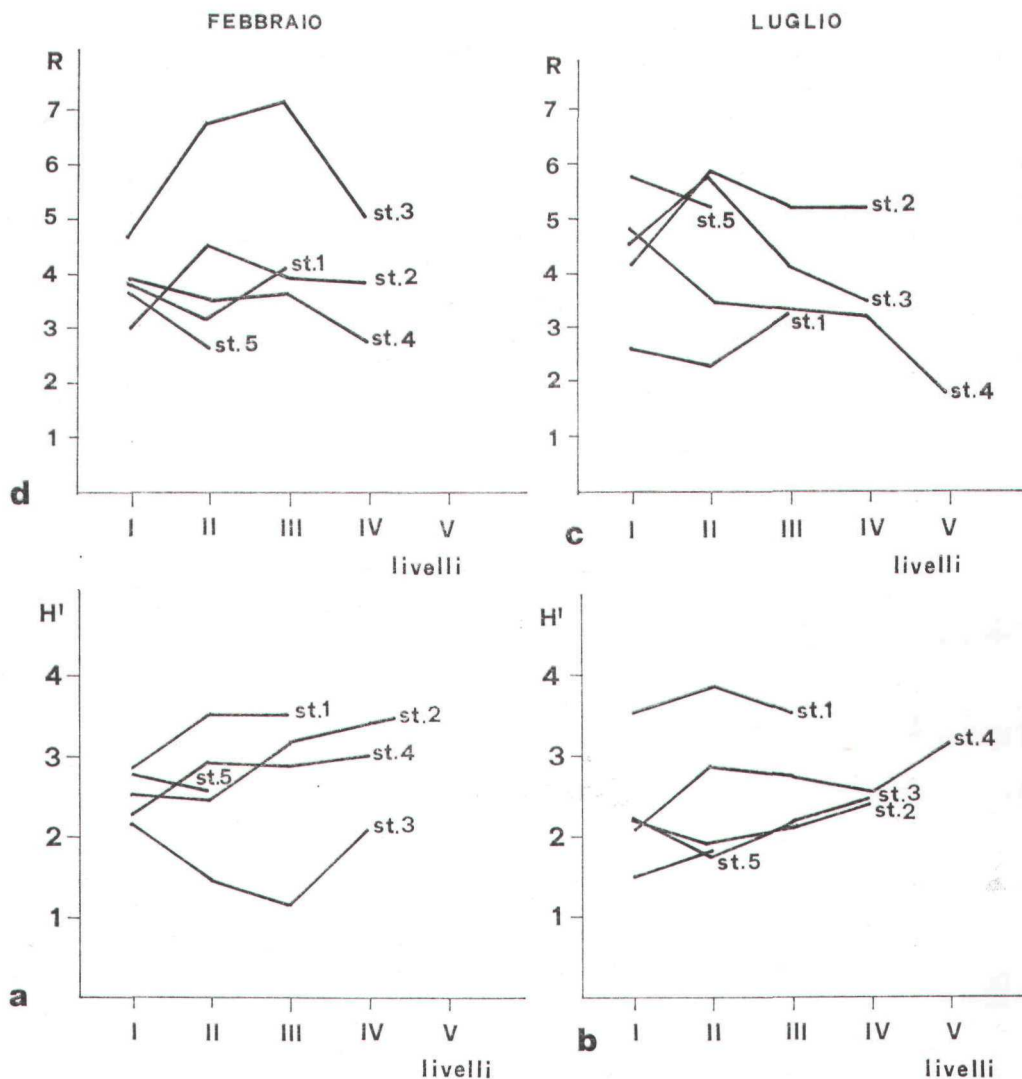 FEBBRAIO
R
7
6
5
4
3
2
1
st.3
st.1
st.2
st.5
st.4
I II III IV V
livelli
d
LUGLIO
R
7
6
5
4
3
2
1
st.5
st.2
st.3
st.1
st.4
I II III IV V
livelli
c
H'
4
3
2
1
st.1
st.2
st.4
st.5
st.3
I II III IV V
livelli
a
H'
4
3
2
1
st.1
st.4
st.3
st.2
st.5
I II III IV V
livelli
b